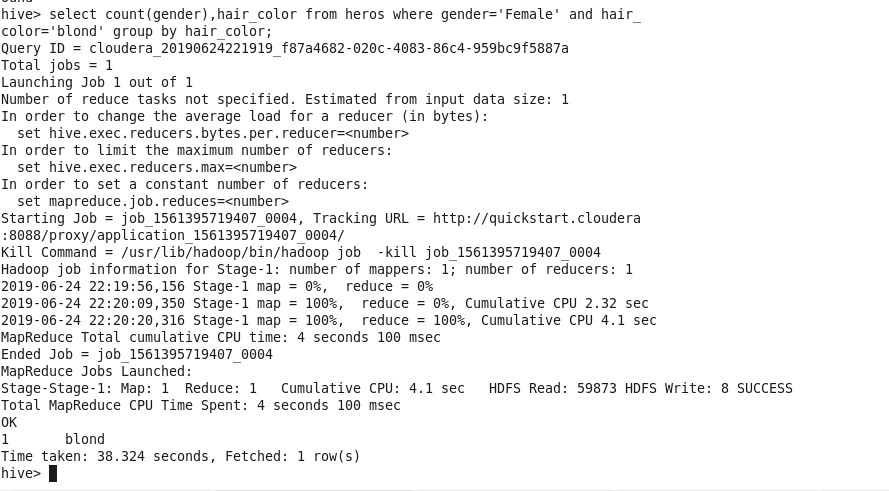 hive> select count(gender),hair_color from heros where gender='Female' and hair_
color='blond' group by hair_color;
Query ID = cloudera_20190624221919_f87a4682-020c-4083-86c4-959bc9f5887a
Total jobs = 1
Launching Job 1 out of 1
Number of reduce tasks not specified. Estimated from input data size: 1
In order to change the average load for a reducer (in bytes):
  set hive.exec.reducers.bytes.per.reducer=<number>
In order to limit the maximum number of reducers:
  set hive.exec.reducers.max=<number>
In order to set a constant number of reducers:
  set mapreduce.job.reduces=<number>
Starting Job = job_1561395719407_0004, Tracking URL = http://quickstart.cloudera
:8088/proxy/application_1561395719407_0004/
Kill Command = /usr/lib/hadoop/bin/hadoop job  -kill job_1561395719407_0004
Hadoop job information for Stage-1: number of mappers: 1; number of reducers: 1
2019-06-24 22:19:56,156 Stage-1 map = 0%,  reduce = 0%
2019-06-24 22:20:09,350 Stage-1 map = 100%,  reduce = 0%, Cumulative CPU 2.32 sec
2019-06-24 22:20:20,316 Stage-1 map = 100%,  reduce = 100%, Cumulative CPU 4.1 sec
MapReduce Total cumulative CPU time: 4 seconds 100 msec
Ended Job = job_1561395719407_0004
MapReduce Jobs Launched:
Stage-Stage-1: Map: 1  Reduce: 1   Cumulative CPU: 4.1 sec   HDFS Read: 59873 HDFS Write: 8 SUCCESS
Total MapReduce CPU Time Spent: 4 seconds 100 msec
OK
1       blond
Time taken: 38.324 seconds, Fetched: 1 row(s)
hive>